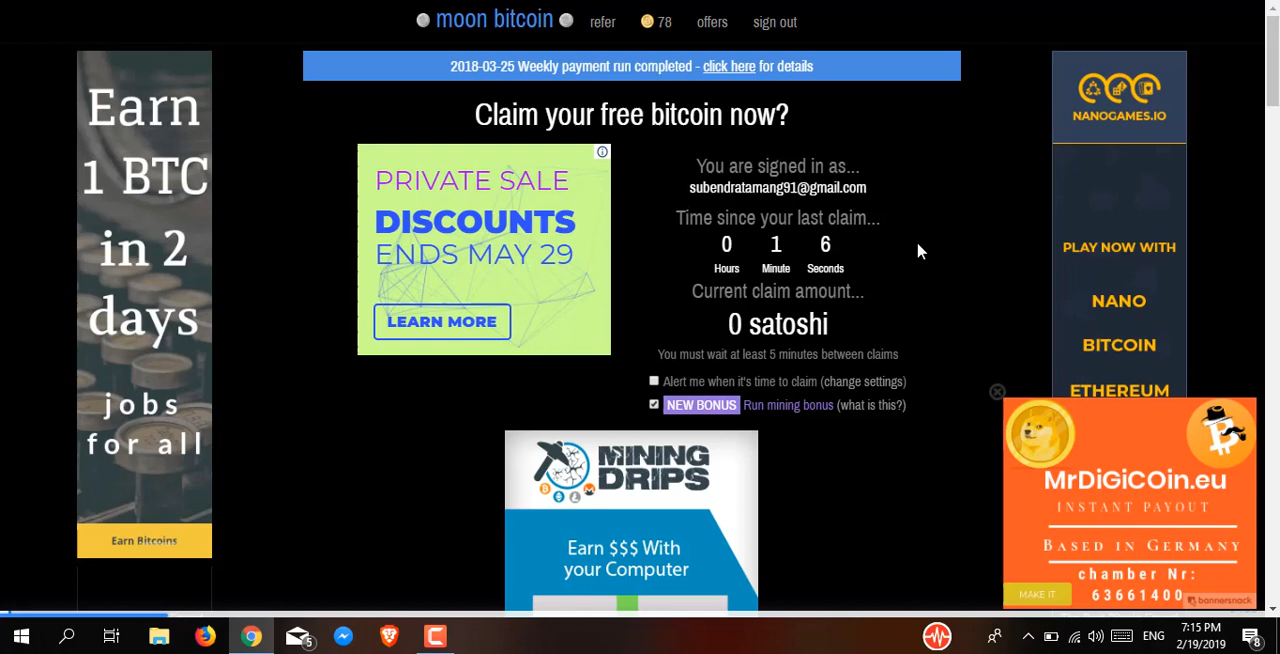 moon bitcoin
refer
78
offers
sign out
2018-03-25 Weekly payment run completed - click here for details
Claim your free bitcoin now?
Earn
1 BTC
in 2
days
jobs
for all
Earn Bitcoins
PRIVATE SALE
DISCOUNTS
ENDS MAY 29
LEARN MORE
You are signed in as...
subendratamang91@gmail.com
Time since your last claim...
0 1 6
Hours Minute Seconds
Current claim amount...
0 satoshi
You must wait at least 5 minutes between claims
Alert me when it's time to claim (change settings)
NEW BONUS Run mining bonus (what is this?)
MINING
DRIPS
Earn $$$ With
your Computer
NANOGAMES.IO
PLAY NOW WITH
NANO
BITCOIN
ETHEREUM
MrDiGiCOin.eu
INSTANT PAYOUT
BASED IN GERMANY
chamber Nr:
63661400
MAKE IT
bannersnack
5
ENG
7:15 PM
2/19/2019
8